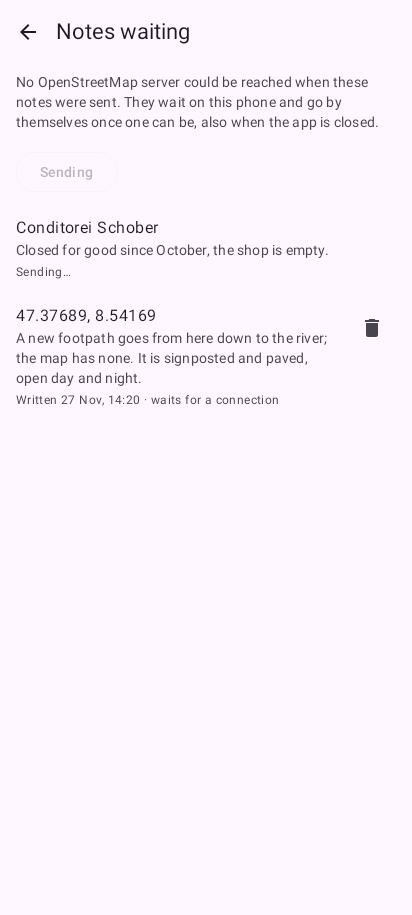 Notes waiting
No OpenStreetMap server could be reached when these
notes were sent. They wait on this phone and go by
themselves once one can be, also when the app is closed.
Sending
Conditorei Schober
Closed for good since October, the shop is empty.
Sending…
47.37689, 8.54169
A new footpath goes from here down to the river;
the map has none. It is signposted and paved,
open day and night.
Written 27 Nov, 14:20 · waits for a connection